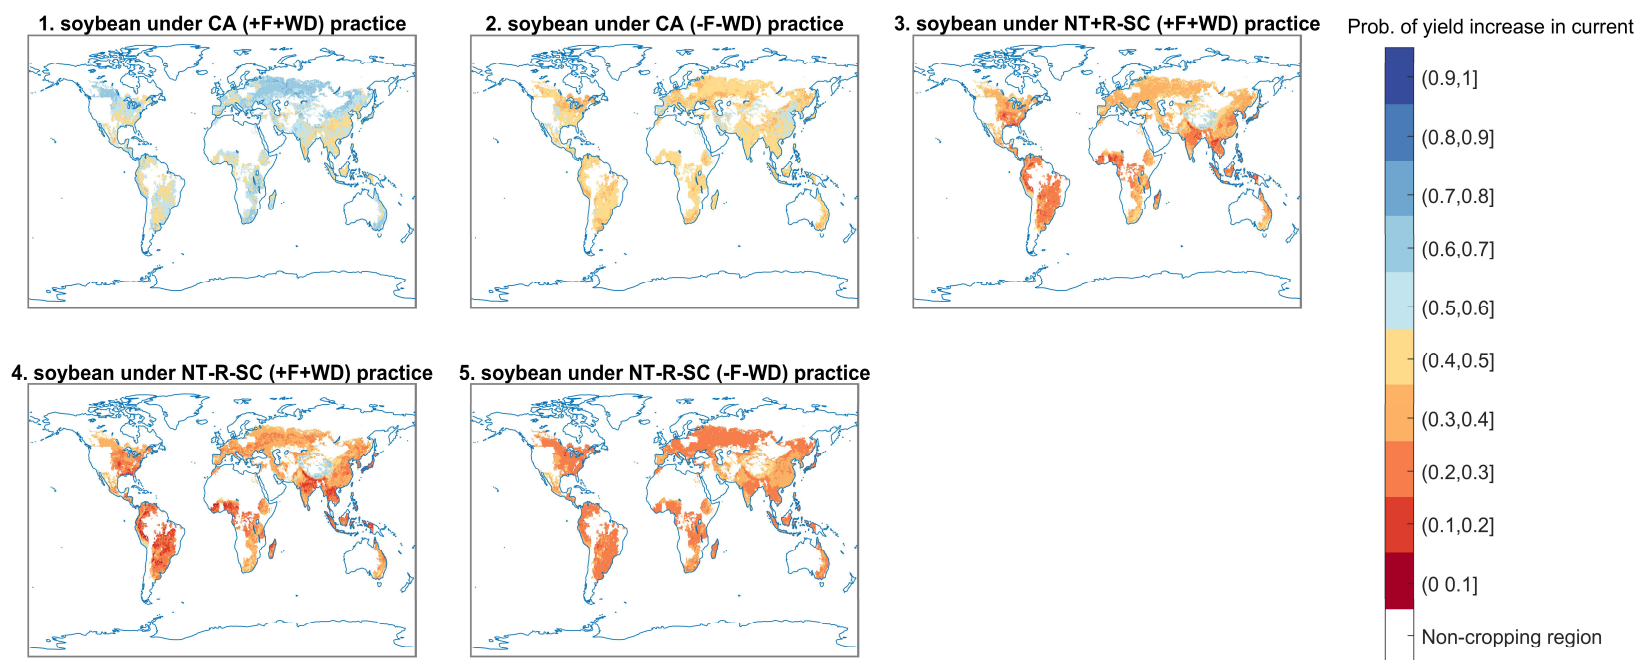 1. soybean under CA (+F+WD) practice
2. soybean under CA (-F-WD) practice
3. soybean under NT+R-SC (+F+WD) practice
4. soybean under NT-R-SC (+F+WD) practice
5. soybean under NT-R-SC (-F-WD) practice
Prob. of yield increase in current
(0.9,1]
(0.8,0.9]
(0.7,0.8]
(0.6,0.7]
(0.5,0.6]
(0.4,0.5]
(0.3,0.4]
(0.2,0.3]
(0.1,0.2]
(0 0.1]
Non-cropping region